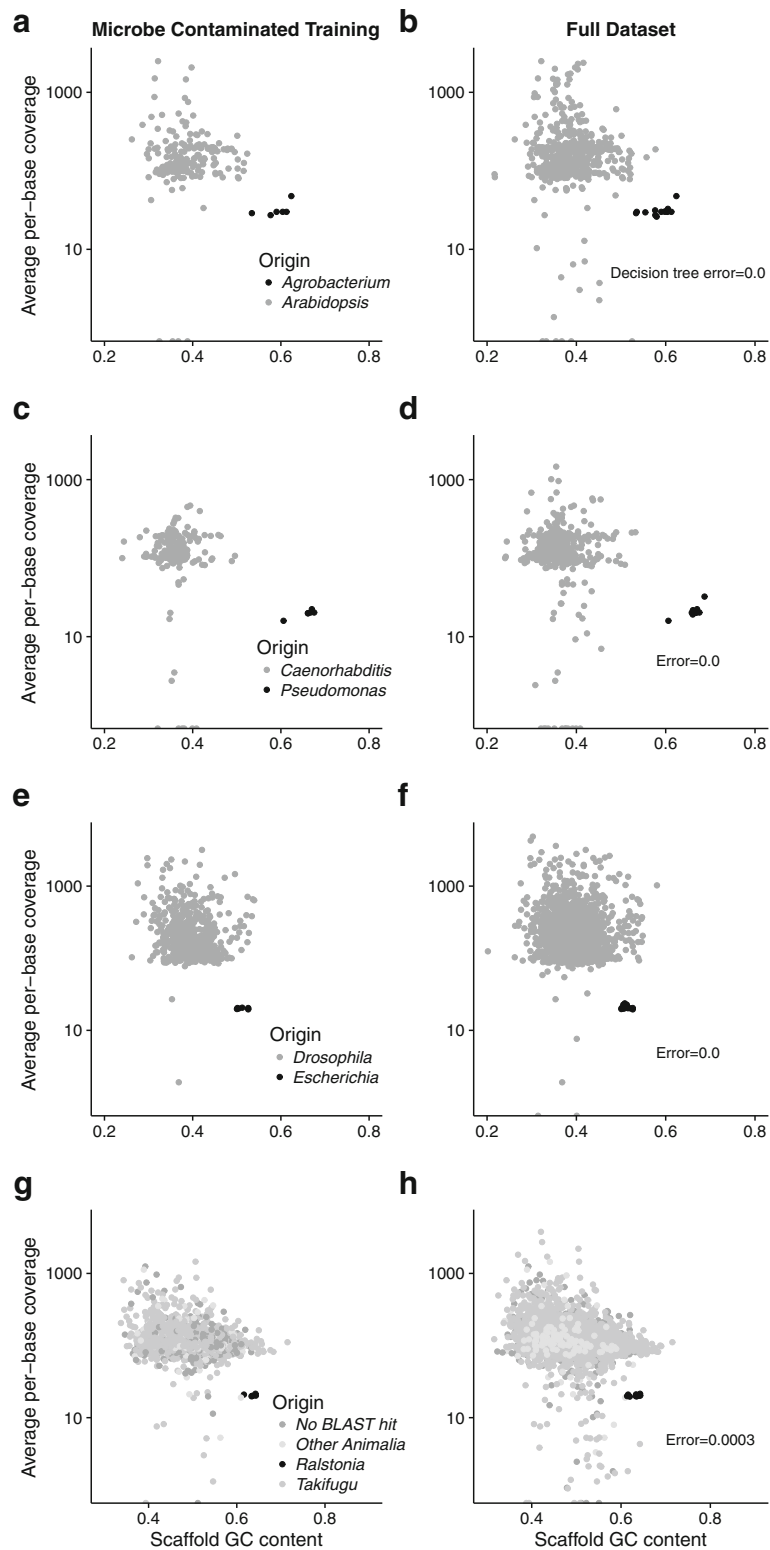 a
Microbe Contaminated Training
b
Full Dataset
Average per−base coverage
1000
10
Origin
Agrobacterium
Arabidopsis
0.2 0.4 0.6 0.8
1000
10
Decision tree error=0.0
0.2 0.4 0.6 0.8
c
d
Average per−base coverage
1000
10
Origin
Caenorhabditis
Pseudomonas
0.2 0.4 0.6 0.8
1000
10
Error=0.0
0.2 0.4 0.6 0.8
e
f
Average per−base coverage
1000
10
Origin
Drosophila
Escherichia
0.2 0.4 0.6 0.8
1000
10
Error=0.0
0.2 0.4 0.6 0.8
g
h
Average per−base coverage
1000
10
Origin
No BLAST hit
Other Animalia
Ralstonia
Takifugu
0.4 0.6 0.8
Scaffold GC content
1000
10
Error=0.0003
0.4 0.6 0.8
Scaffold GC content